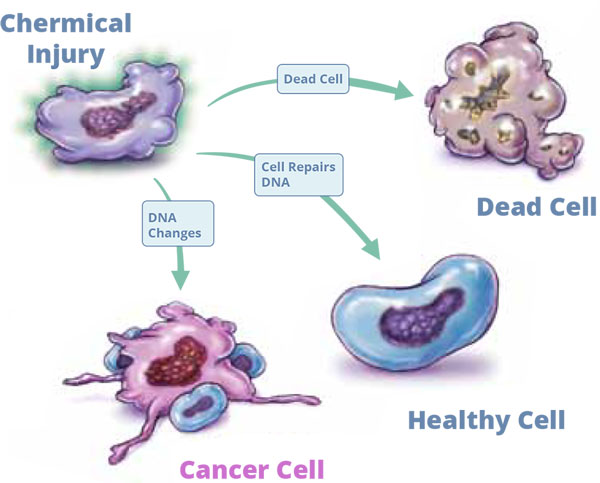 Chermical
Injury
Dead Cell
Cell Repairs
DNA
DNA
Changes
Dead Cell
Healthy Cell
Cancer Cell